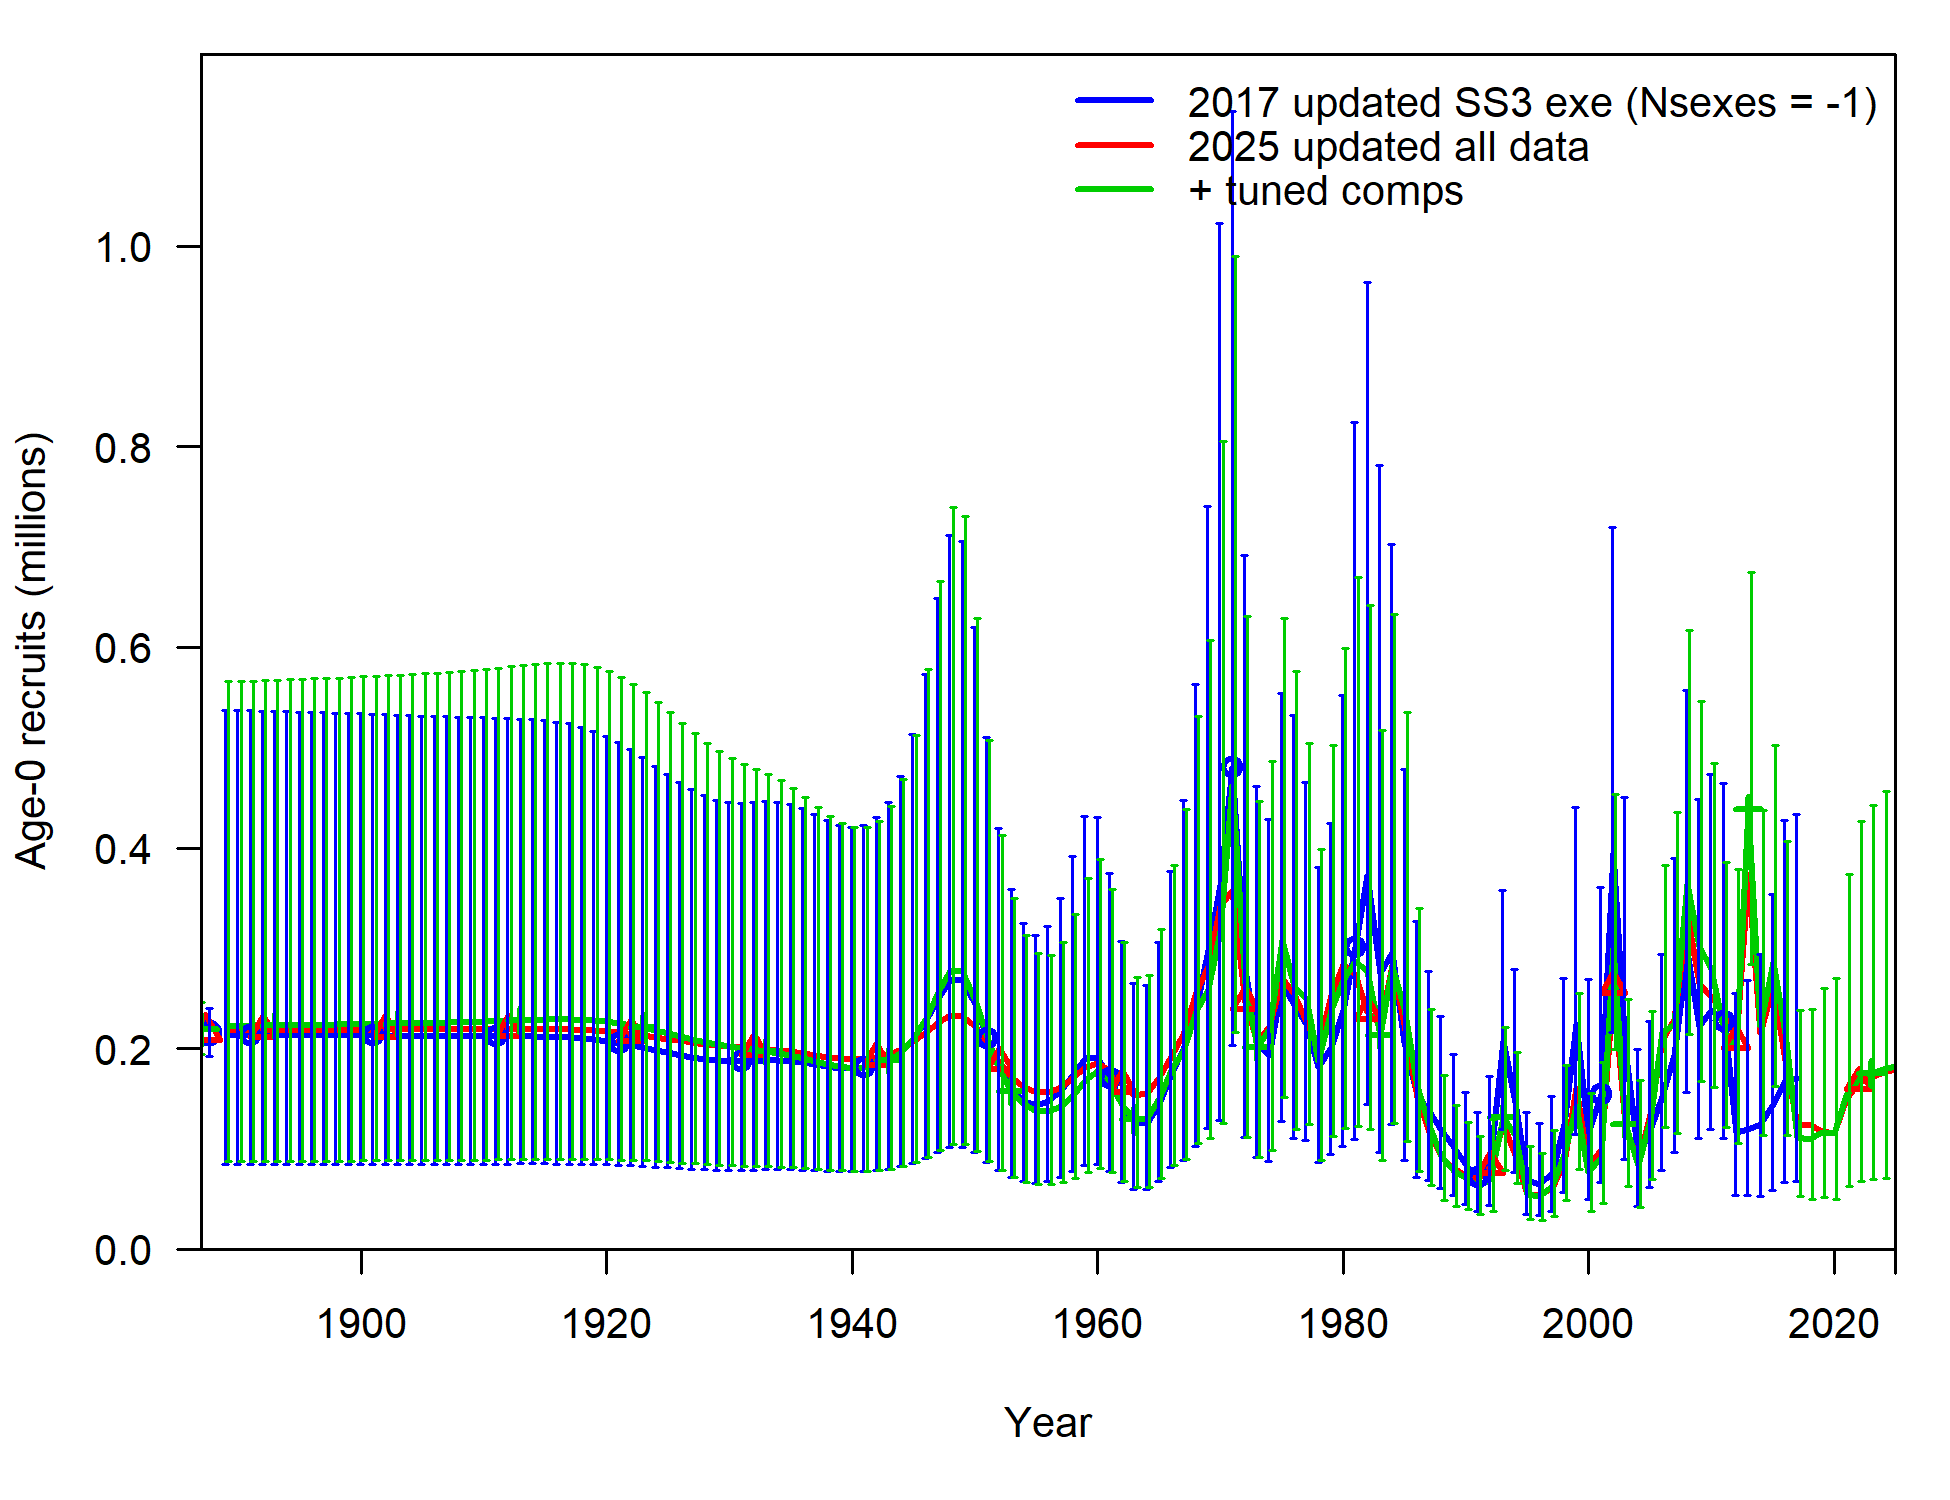 2017 updated SS3 exe (Nsexes = -1)
2025 updated all data
+ tuned comps
Age-0 recruits (millions)
1.0
0.8
0.6
0.4
0.2
0.0
1900 1920 1940 1960 1980 2000 2020
Year